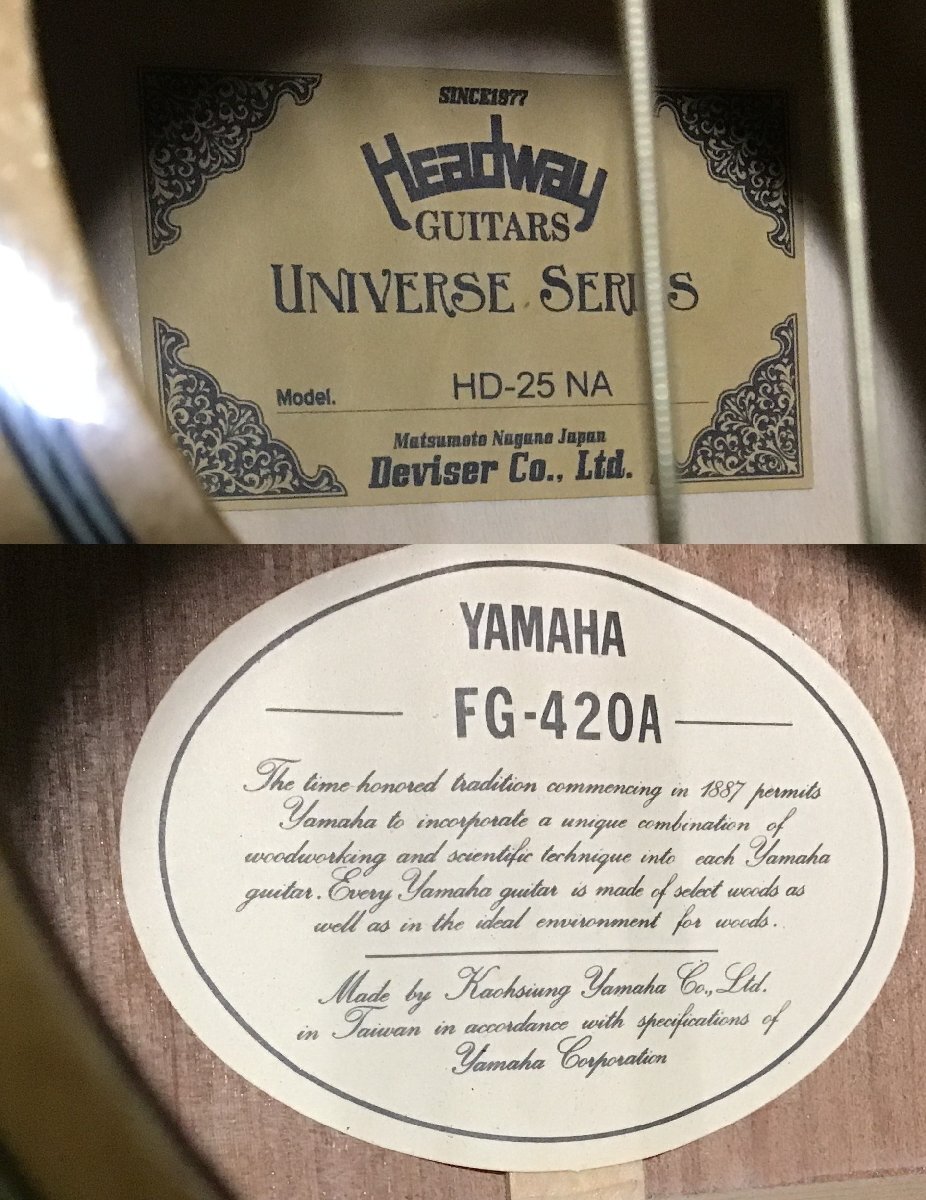 SINCE1977
Headway
GUITARS
UNIVERSE SERIES
Model. HD-25 NA
Matsumoto Nagano Japan
Deviser Co., Ltd.
YAMAHA
FG-420A
The time-honored tradition commencing in 1887 permits
Yamaha to incorporate a unique combination of
woodworking and scientific technique into each Yamaha
guitar. Every Yamaha guitar is made of select woods as
well as in the ideal environment for woods.
Made by Kaohsiung Yamaha Co., Ltd.
in Taiwan in accordance with specifications of
Yamaha Corporation